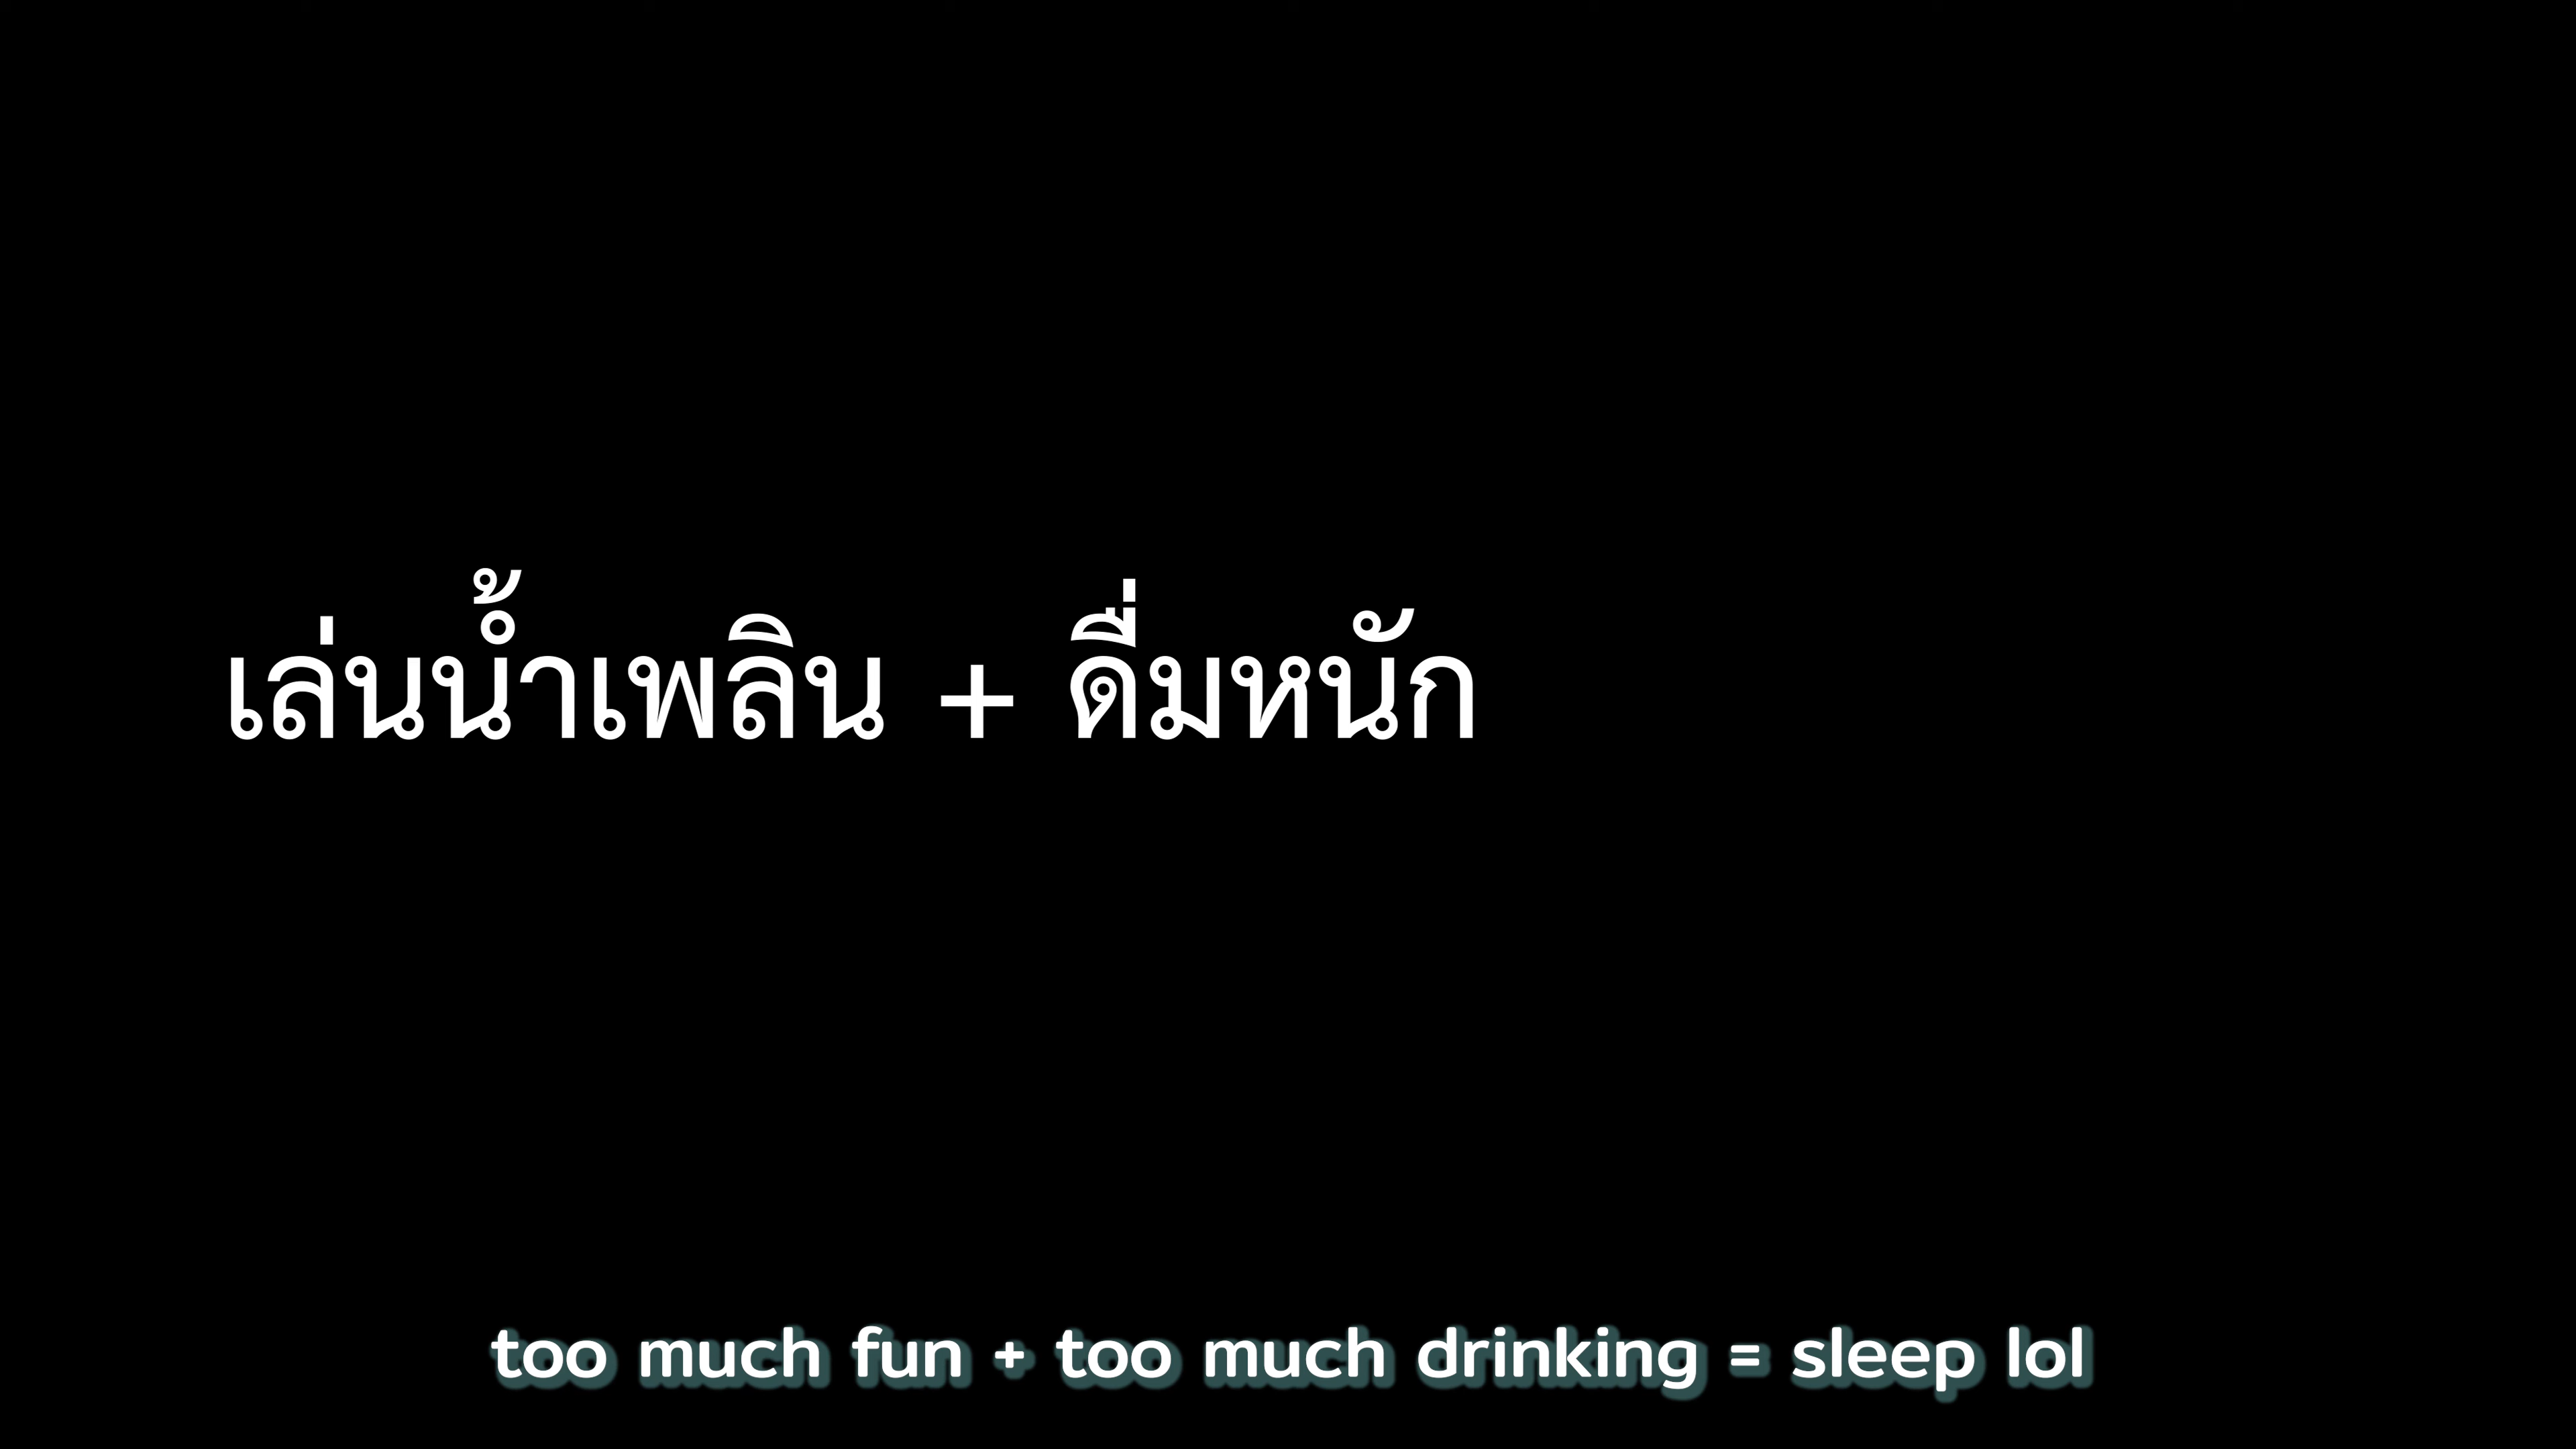 เล่นน้ำเพลิน + ดื่มหนัก
too much fun + too much drinking = sleep lol